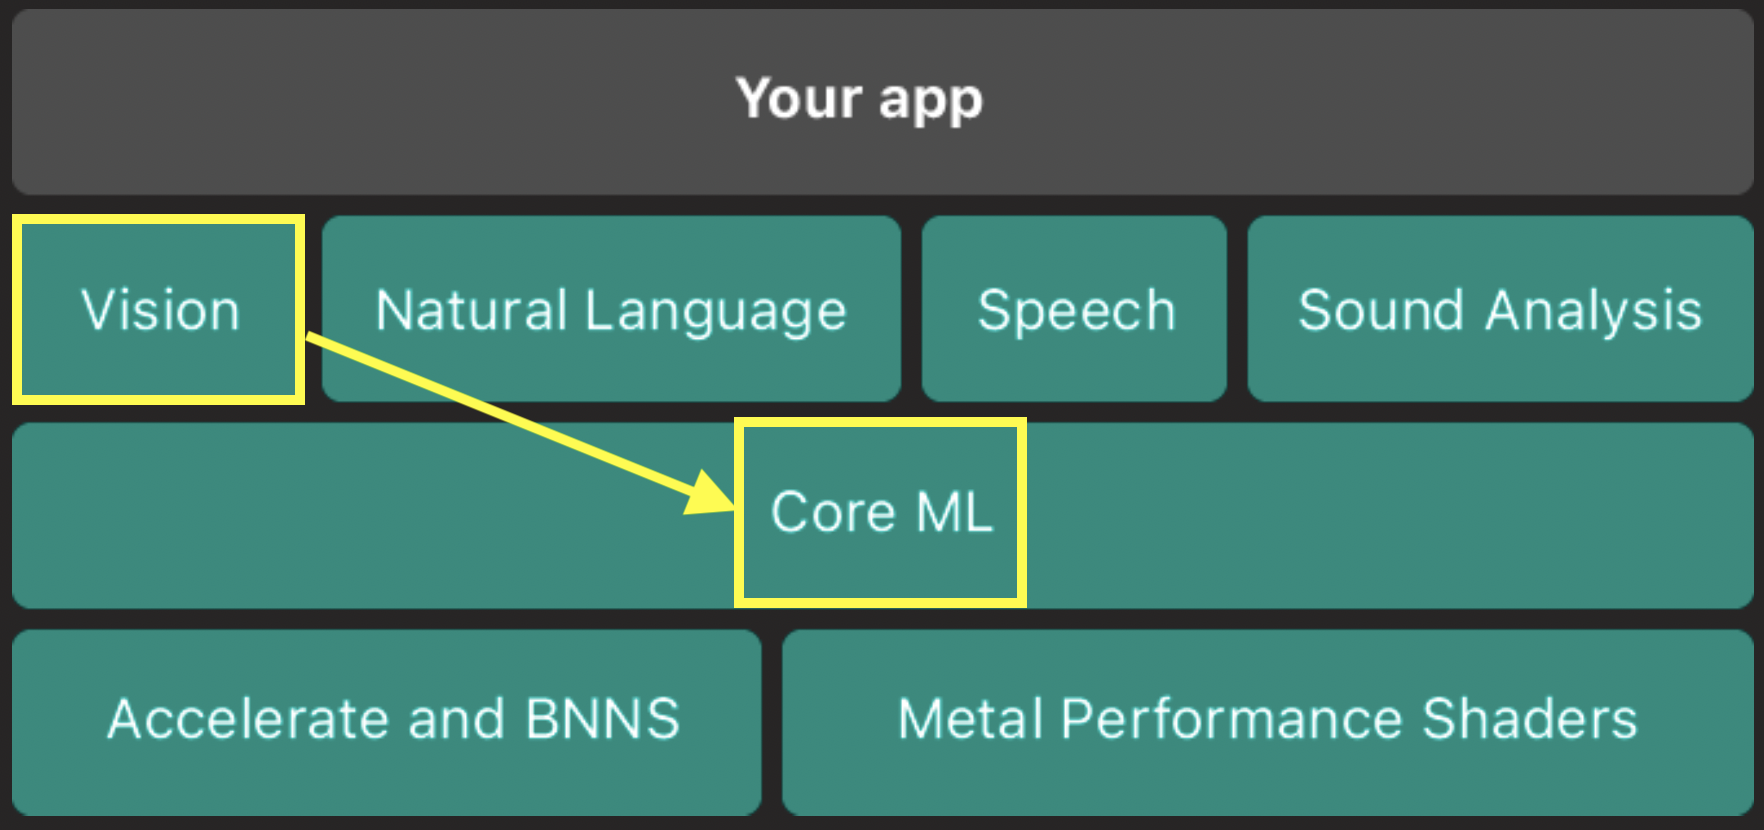 Your app
Vision
Natural Language
Speech
Sound Analysis
Core ML
Accelerate and BNNS
Metal Performance Shaders